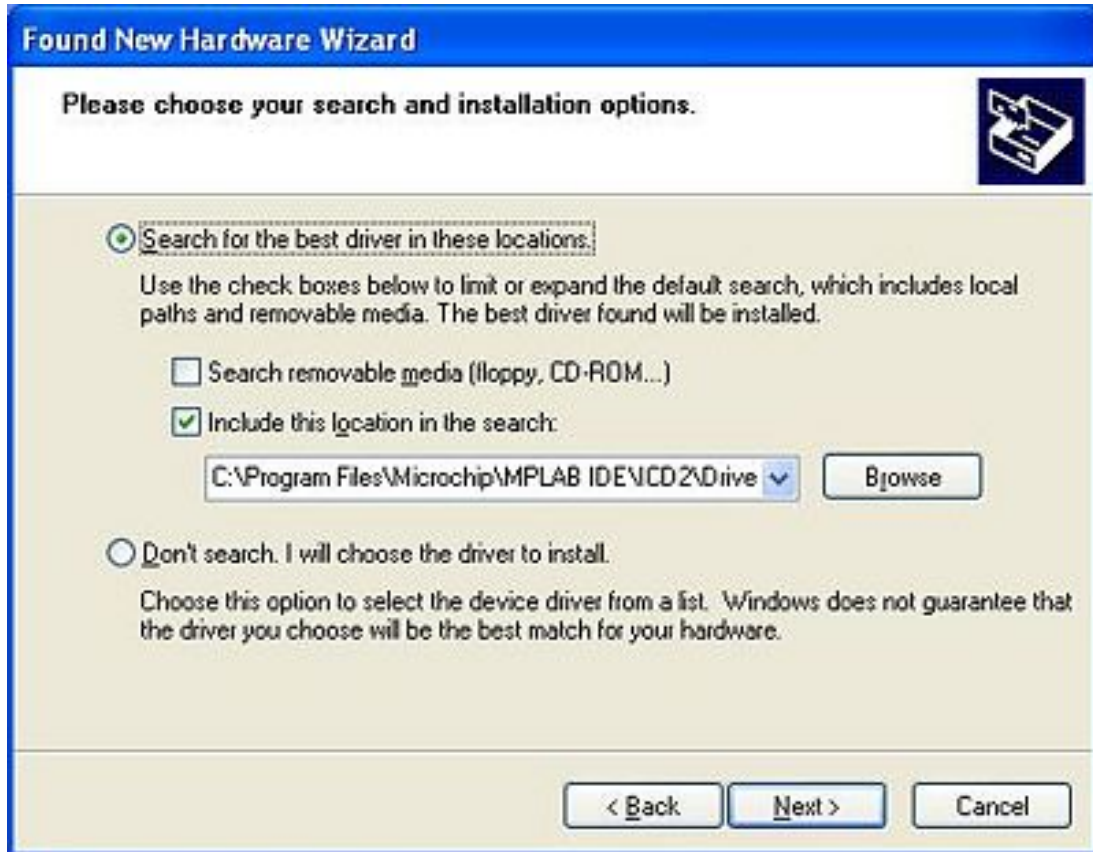 Found New Hardware Wizard
Please choose your search and installation options.
Search for the best driver in these locations.
Use the check boxes below to limit or expand the default search, which includes local
paths and removable media. The best driver found will be installed.
Search removable media (floppy, CD-ROM...)
Include this location in the search:
C:\Program Files\Microchip\MPLAB IDE\ICD2\Drive
Browse
Don't search. I will choose the driver to install.
Choose this option to select the device driver from a list. Windows does not guarantee that
the driver you choose will be the best match for your hardware.
< Back
Next >
Cancel